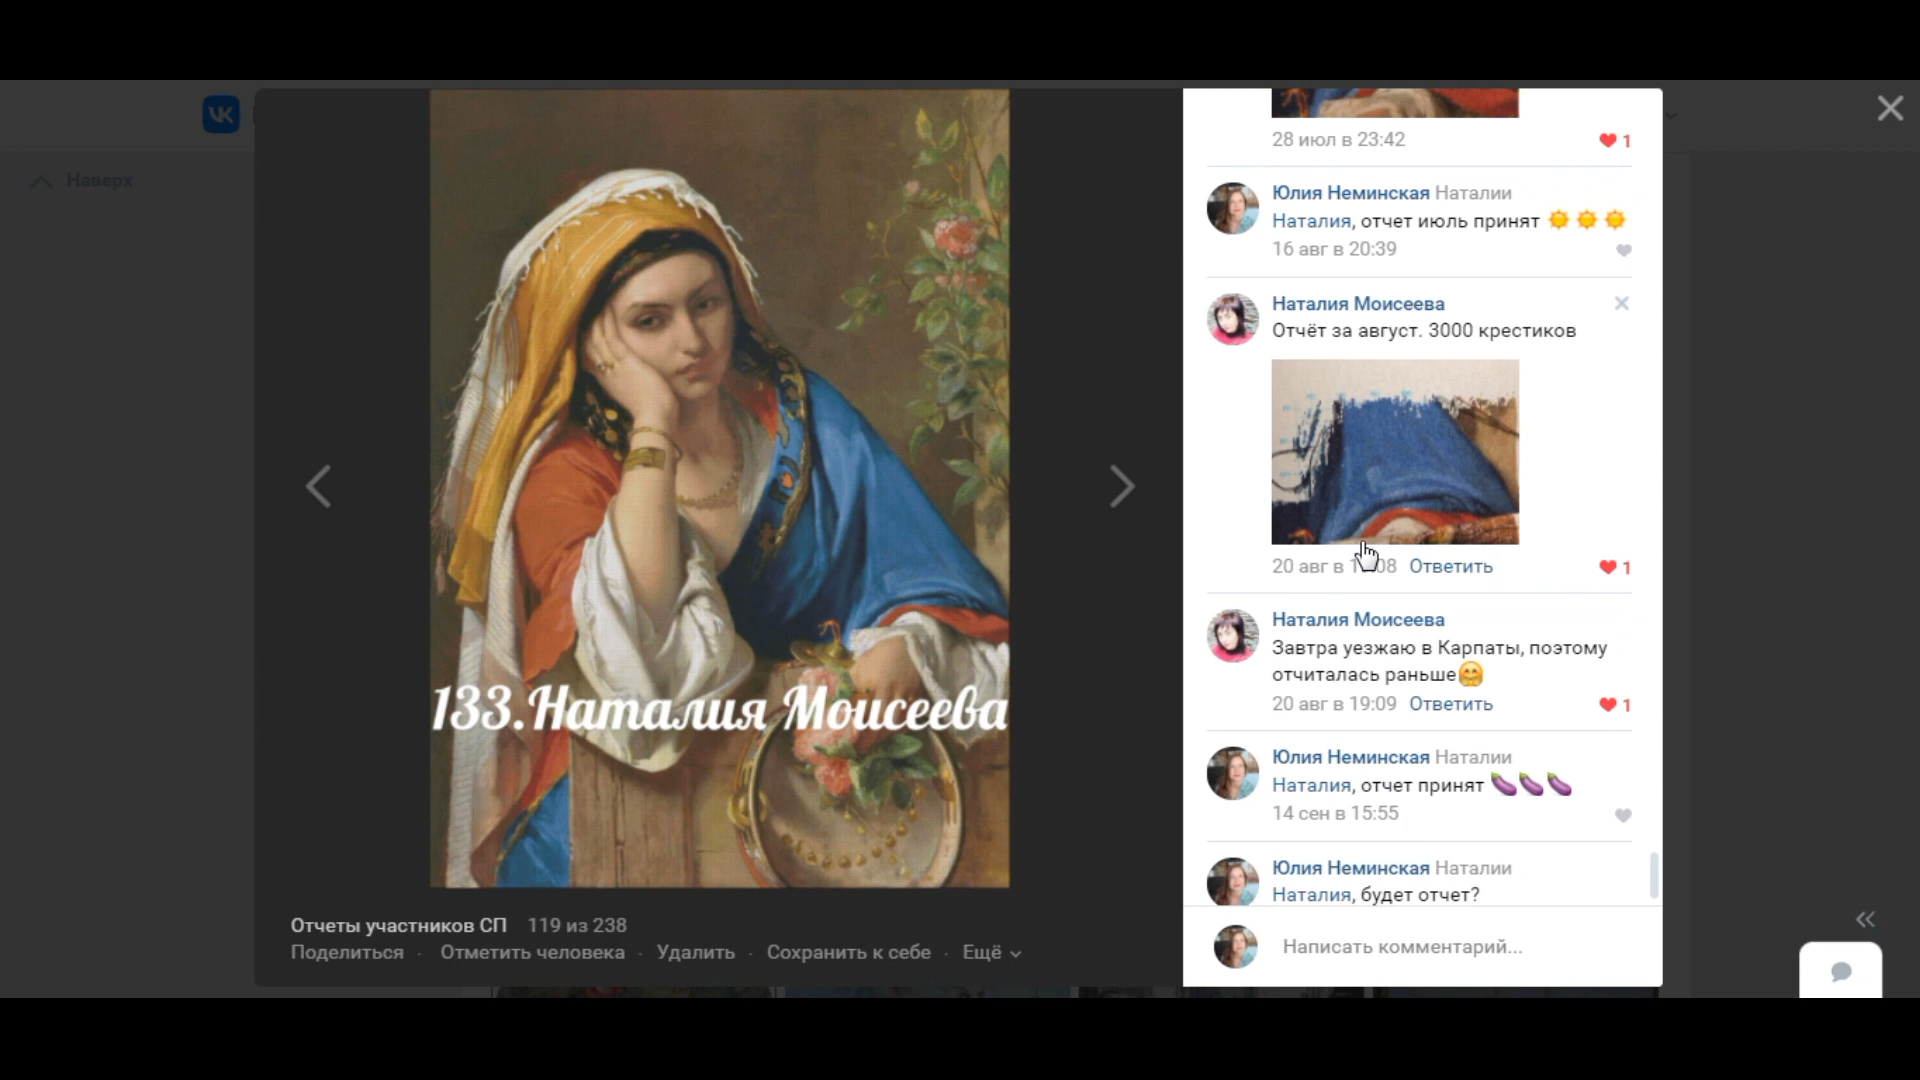 VK
Наверх
133.Наталия Моисеева
Отчеты участников СП 119 из 238
Поделиться · Отметить человека · Удалить · Сохранить к себе · Ещё
28 июл в 23:42 1
Юлия Неминская Наталии
Наталия, отчет июль принят ☀️☀️☀️
16 авг в 20:39
Наталия Моисеева
Отчёт за август. 3000 крестиков
20 авг в Ответить 1
Наталия Моисеева
Завтра уезжаю в Карпаты, поэтому
отчиталась раньше🤗
20 авг в 19:09 Ответить 1
Юлия Неминская Наталии
Наталия, отчет принят 🍆🍆🍆
14 сен в 15:55
Юлия Неминская Наталии
Наталия, будет отчет?
Написать комментарий...